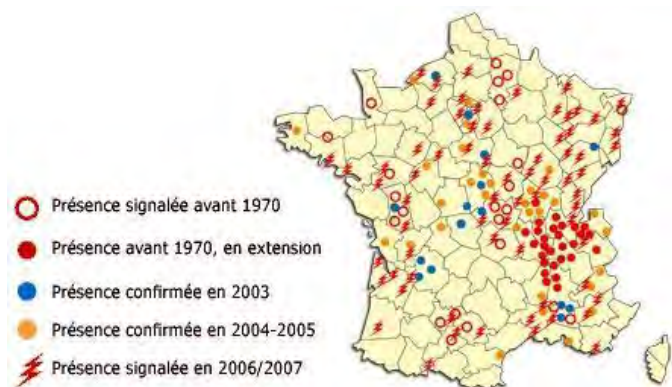 Présence signalée avant 1970
Présence avant 1970, en extension
Présence confirmée en 2003
Présence confirmée en 2004-2005
Présence signalée en 2006/2007